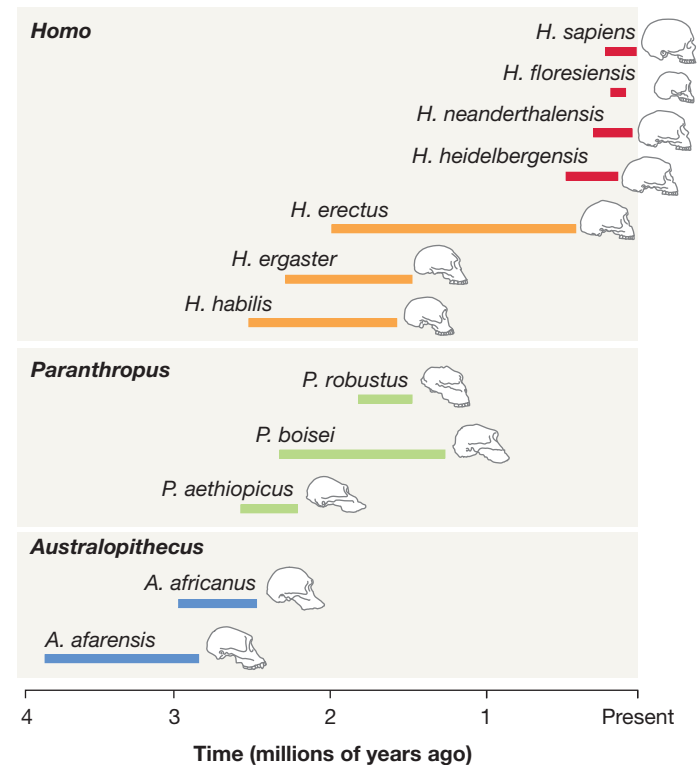 Homo
H. sapiens
H. floresiensis
H. neanderthalensis
H. heidelbergensis
H. erectus
H. ergaster
H. habilis
Paranthropus
P. robustus
P. boisei
P. aethiopicus
Australopithecus
A. africanus
A. afarensis
4 3 2 1 Present
Time (millions of years ago)